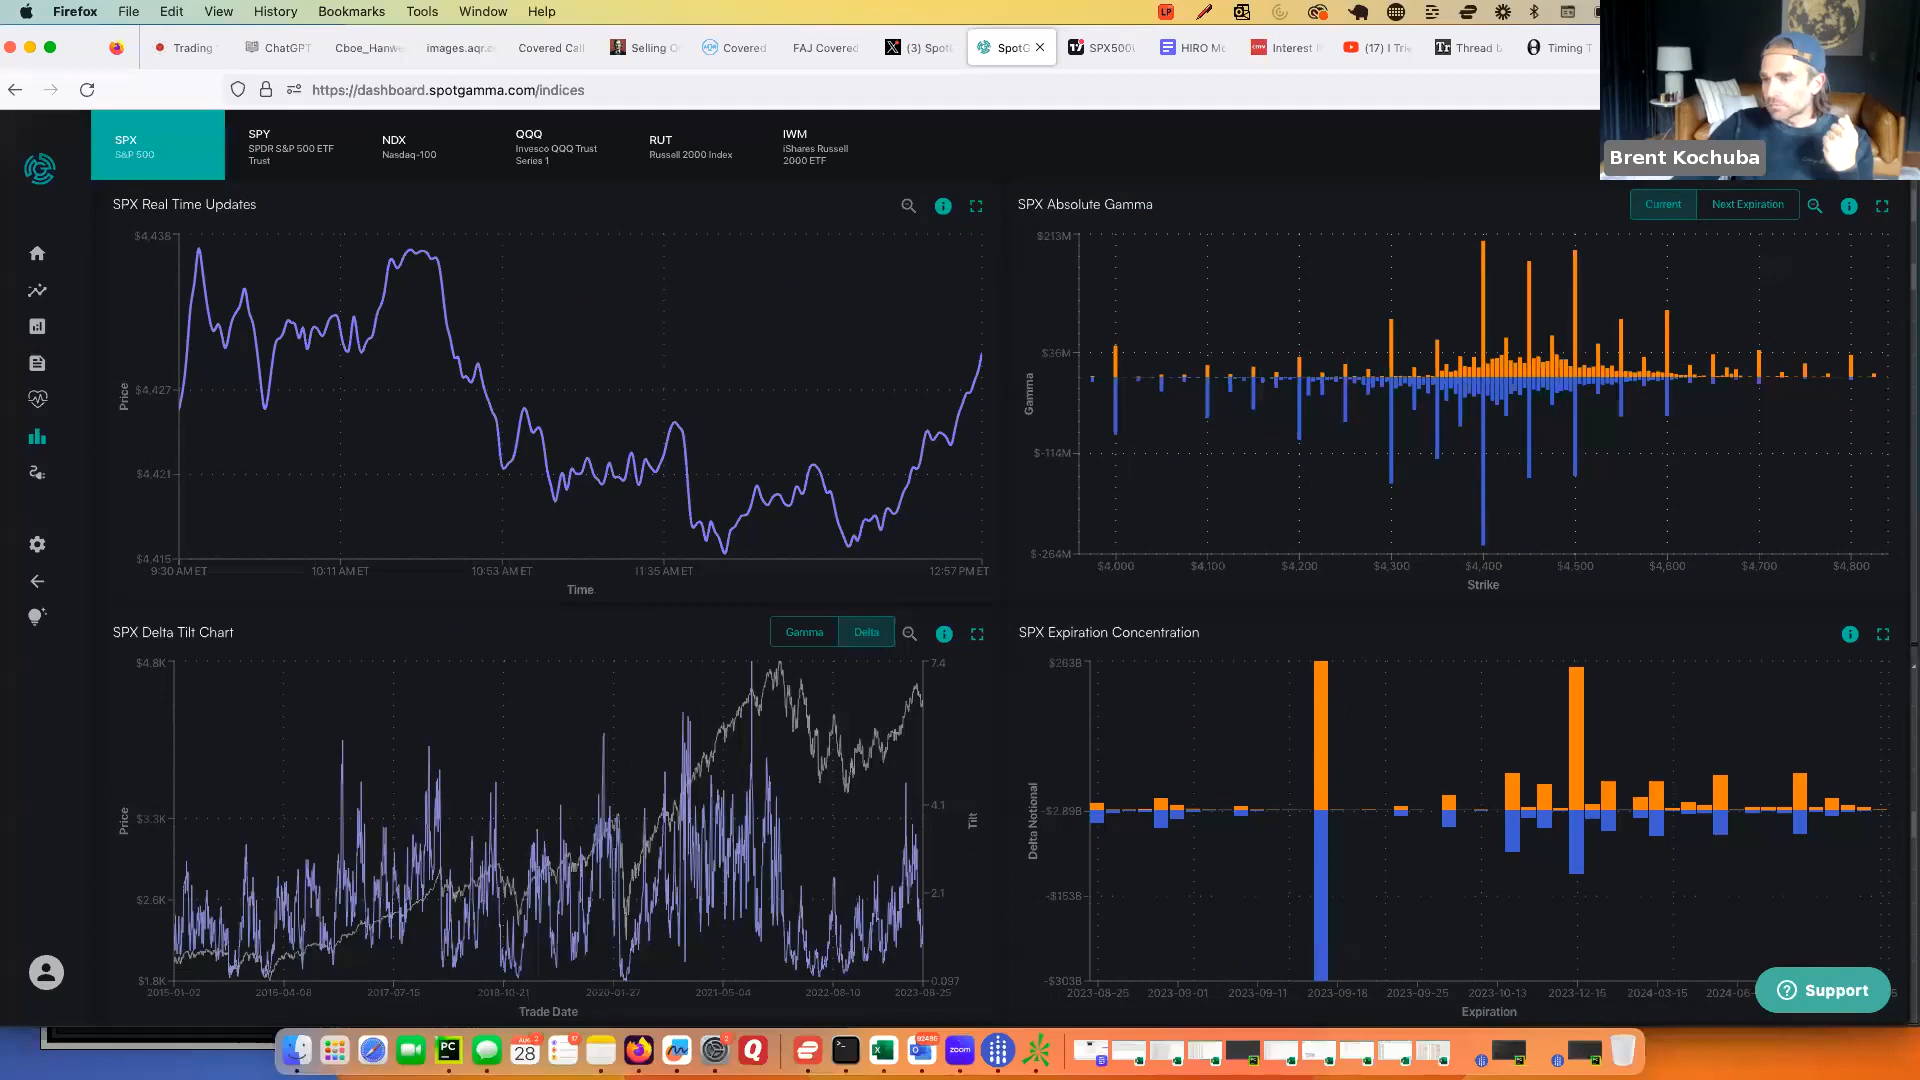 Firefox File Edit View History Bookmarks Tools Window Help
Trading ChatGPT Cboe_Hanw images.aqr.c Covered Call Selling O Covered FAJ Covered (3) Spot SpotG SPX500 HIRO Mo Interest (17) I Trie Thread Timing T
https://dashboard.spotgamma.com/indices
Brent Kochuba
SPX
S&P 500
SPY
SPDR S&P 500 ETF
Trust
NDX
Nasdaq-100
QQQ
Invesco QQQ Trust
Series 1
RUT
Russell 2000 Index
IWM
iShares Russell
2000 ETF
SPX Real Time Updates
$4,438
$4,427
$4,421
$4,415
Price
9:30 AM ET 10:11 AM ET 10:53 AM ET 11:35 AM ET 12:57 PM ET
Time
SPX Absolute Gamma
Current Next Expiration
$213M
$36M
$-114M
$-264M
Gamma
$4,000 $4,100 $4,200 $4,300 $4,400 $4,500 $4,600 $4,700 $4,800
Strike
SPX Delta Tilt Chart
Gamma Delta
$4.8K
$3.3K
$2.6K
$1.8K
Price
7.4
4.1
2.1
0.097
Tilt
2015-01-02 2016-04-08 2017-07-15 2018-10-21 2020-01-27 2021-05-04 2022-08-10 2023-08-25
Trade Date
SPX Expiration Concentration
$263B
-$2.89B
-$153B
-$303B
Delta Notional
2023-08-25 2023-09-01 2023-09-11 2023-09-18 2023-09-25 2023-10-13 2023-12-15 2024-03-15 2024-06-
Expiration
Support
PC
AUG
28
zoom